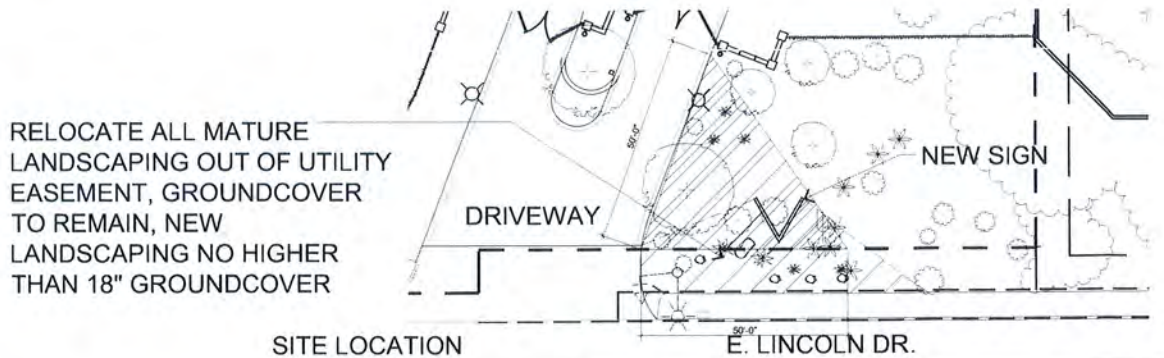 RELOCATE ALL MATURE
LANDSCAPING OUT OF UTILITY
EASEMENT, GROUNDCOVER
TO REMAIN, NEW
LANDSCAPING NO HIGHER
THAN 18" GROUNDCOVER
50'-0"
NEW SIGN
DRIVEWAY
50'-0"
SITE LOCATION
E. LINCOLN DR.